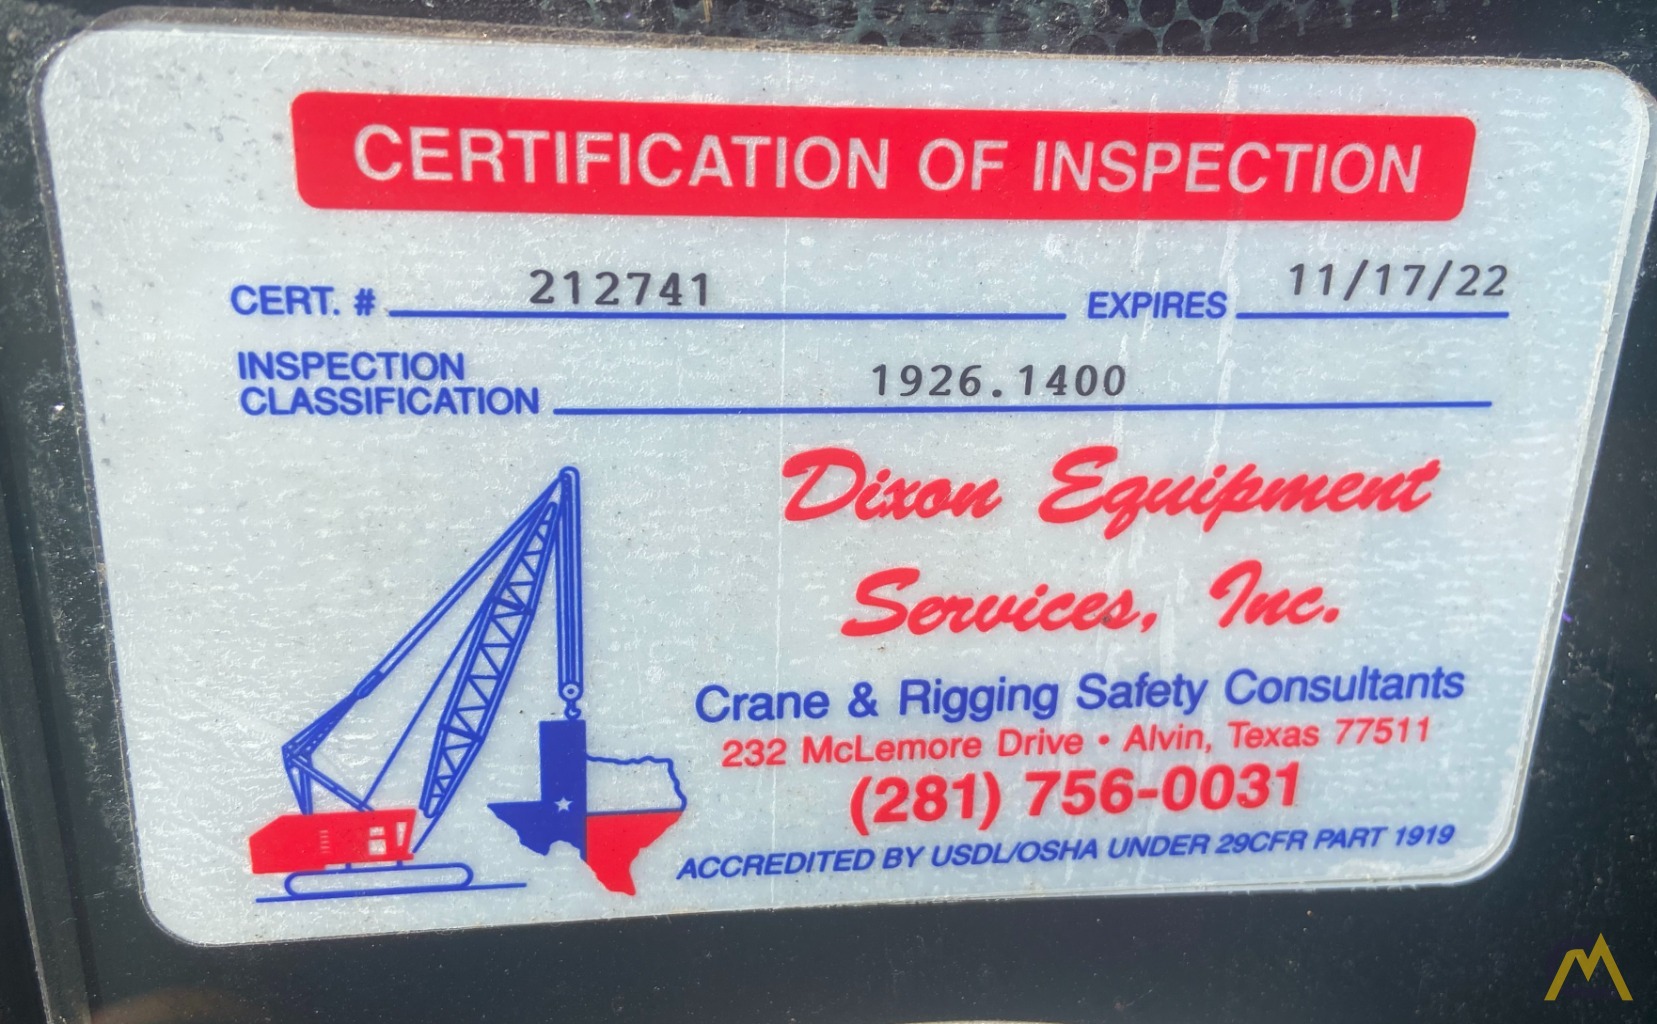 CERTIFICATION OF INSPECTION
CERT. # 212741 EXPIRES 11/17/22
INSPECTION
CLASSIFICATION 1926.1400
Dixon Equipment
Services, Inc.
Crane & Rigging Safety Consultants
232 McLemore Drive • Alvin, Texas 77511
(281) 756-0031
ACCREDITED BY USDL/OSHA UNDER 29CFR PART 1919